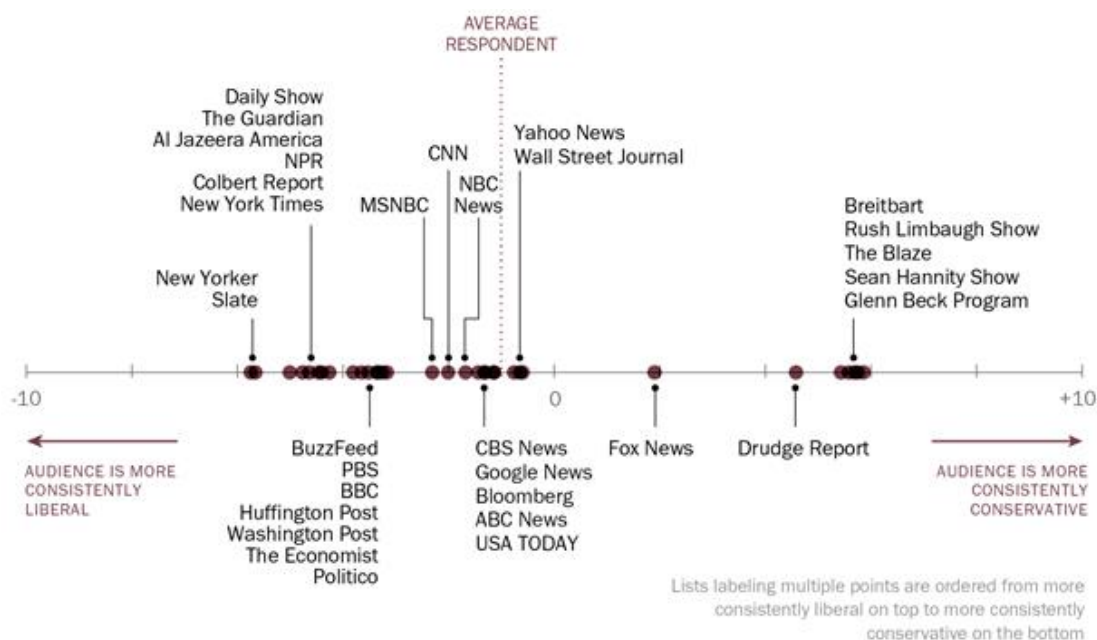 AVERAGE
RESPONDENT
Daily Show
The Guardian
Al Jazeera America
NPR
Colbert Report
New York Times
CNN
Yahoo News
Wall Street Journal
MSNBC
NBC
News
Breitbart
Rush Limbaugh Show
The Blaze
Sean Hannity Show
Glenn Beck Program
New Yorker
Slate
-10
0
+10
AUDIENCE IS MORE
CONSISTENTLY
LIBERAL
BuzzFeed
PBS
BBC
Huffington Post
Washington Post
The Economist
Politico
CBS News
Google News
Bloomberg
ABC News
USA TODAY
Fox News
Drudge Report
AUDIENCE IS MORE
CONSISTENTLY
CONSERVATIVE
Lists labeling multiple points are ordered from more
consistently liberal on top to more consistently
conservative on the bottom